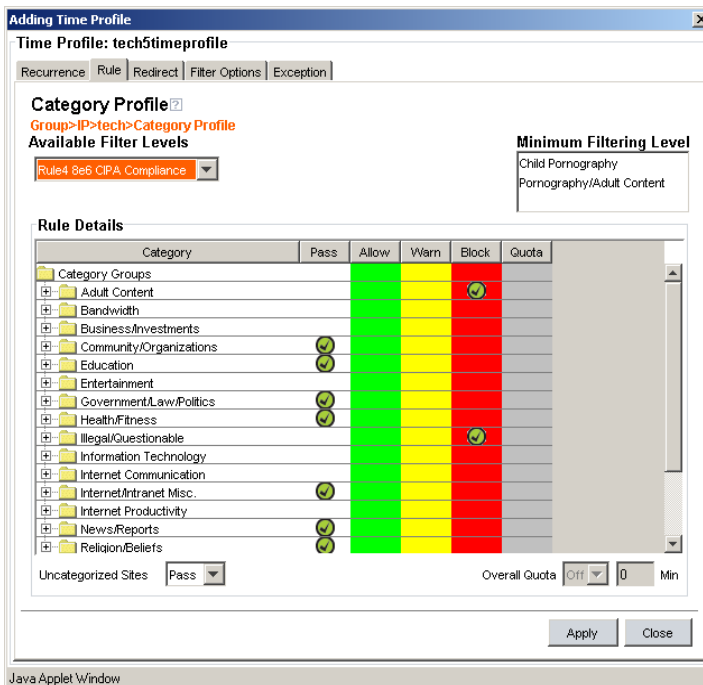 Adding Time Profile
Time Profile: tech5timeprofile
Recurrence Rule Redirect Filter Options Exception
Category Profile ?
Group>IP>tech>Category Profile
Available Filter Levels
Minimum Filtering Level
Rule4 8e6 CIPA Compliance
Child Pornography
Pornography/Adult Content
Rule Details
Category Pass Allow Warn Block Quota
Category Groups
Adult Content
Bandwidth
Business/Investments
Community/Organizations
Education
Entertainment
Government/Law/Politics
Health/Fitness
Illegal/Questionable
Information Technology
Internet Communication
Internet/Intranet Misc.
Internet Productivity
News/Reports
Religion/Beliefs
Uncategorized Sites Pass Overall Quota Off 0 Min
Apply Close
Java Applet Window